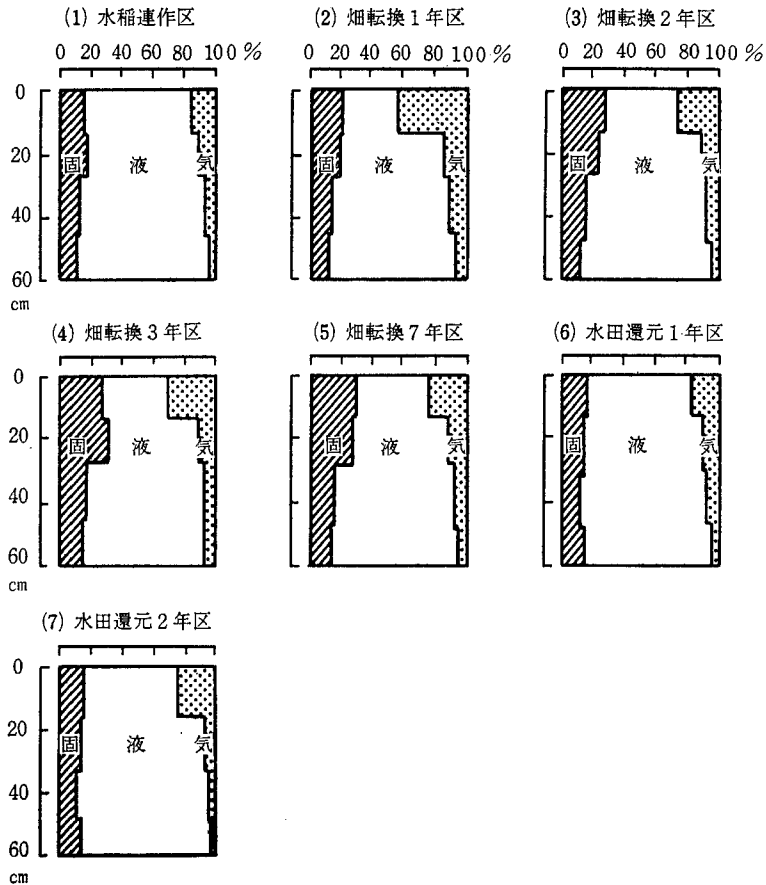 (1) 水稲連作区
(2) 畑転換1年区
(3) 畑転換2年区
0 20 40 60 80 100 %
0 20 40 60 80 100 %
0 20 40 60 80 100 %
0
20
40
60
cm
固 液 気
固 液 気
固 液 気
(4) 畑転換3年区
(5) 畑転換7年区
(6) 水田還元1年区
0
20
40
60
cm
固 液 気
固 液 気
固 液 気
(7) 水田還元2年区
0
20
40
60
cm
固 液 気